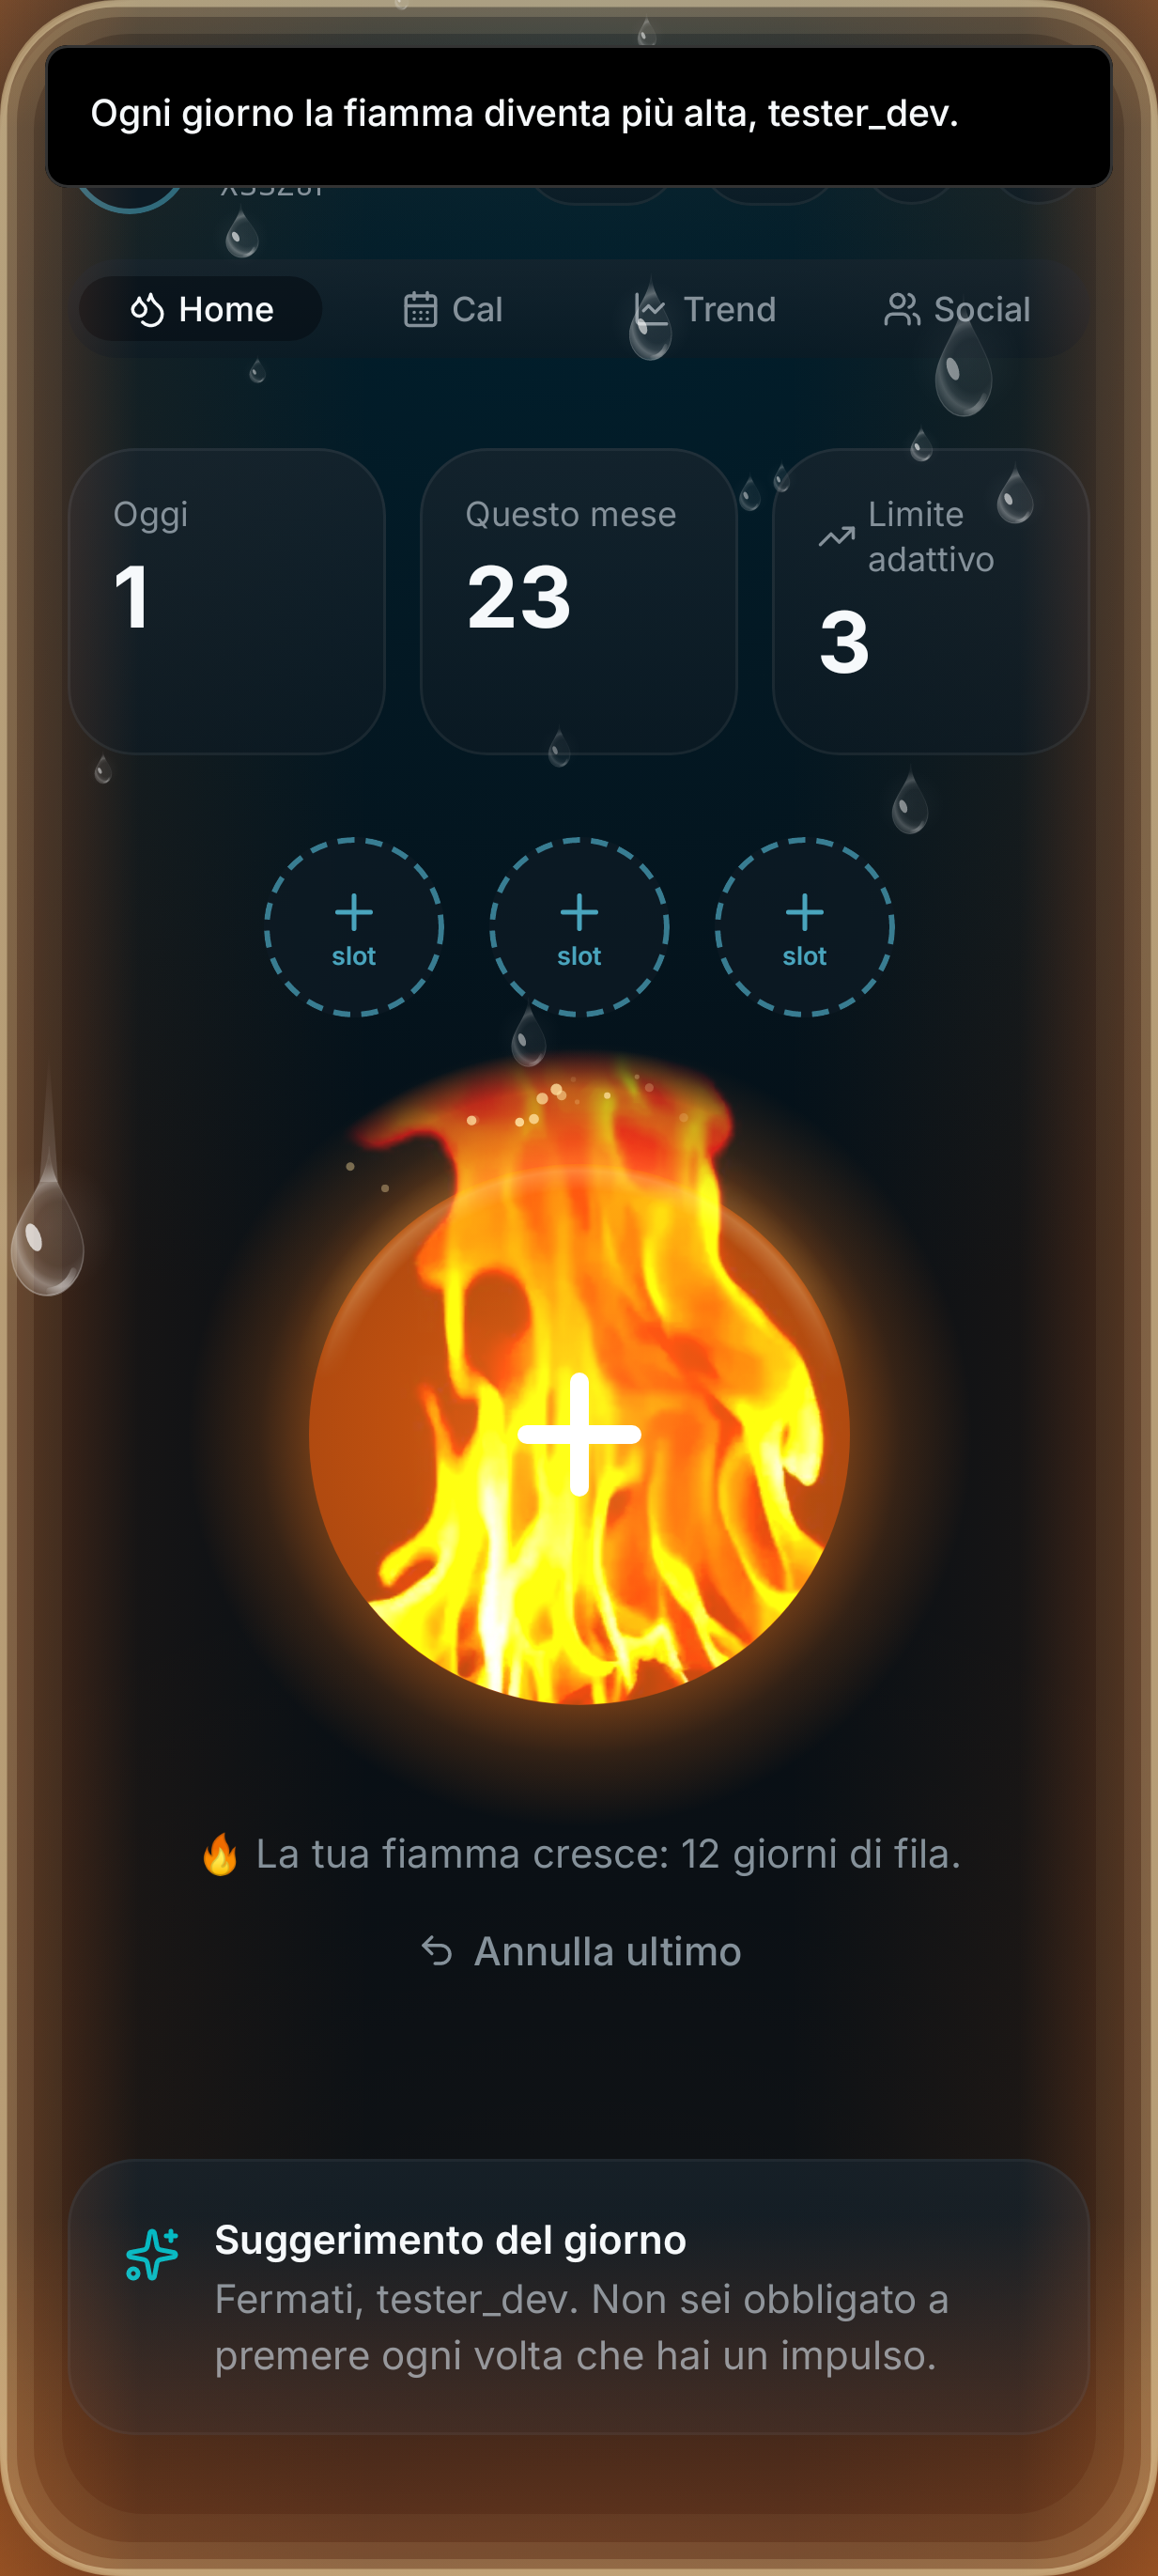 Ogni giorno la fiamma diventa più alta, tester_dev.
Home
Cal
Trend
Social
Oggi
1
Questo mese
23
Limite
adattivo
3
slot
slot
slot
🔥 La tua fiamma cresce: 12 giorni di fila.
Annulla ultimo
Suggerimento del giorno
Fermati, tester_dev. Non sei obbligato a
premere ogni volta che hai un impulso.